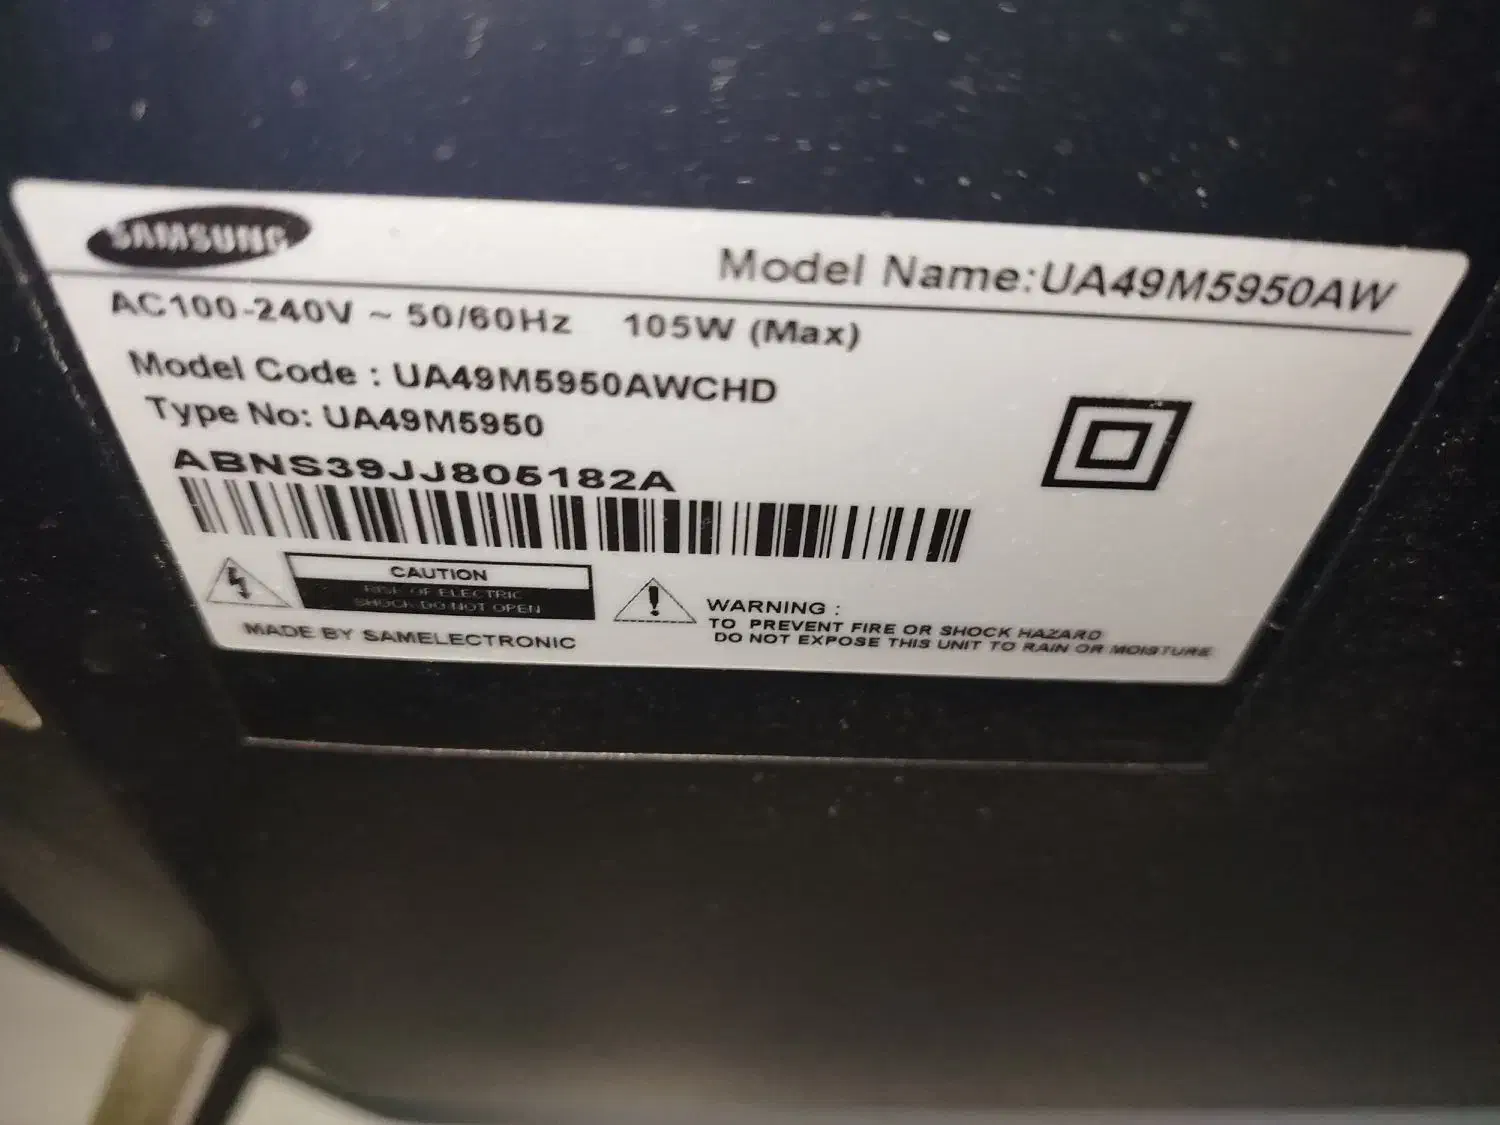 SAMSUNG
Model Name:UA49M5950AW
AC100-240V ~ 50/60Hz 105W (Max)
Model Code : UA49M5950AWCHD
Type No: UA49M5950
ABNS39JJ805182A
CAUTION
RISK OF ELECTRIC
SHOCK DO NOT OPEN
WARNING :
TO PREVENT FIRE OR SHOCK HAZARD
DO NOT EXPOSE THIS UNIT TO RAIN OR MOISTURE
MADE BY SAMELECTRONIC